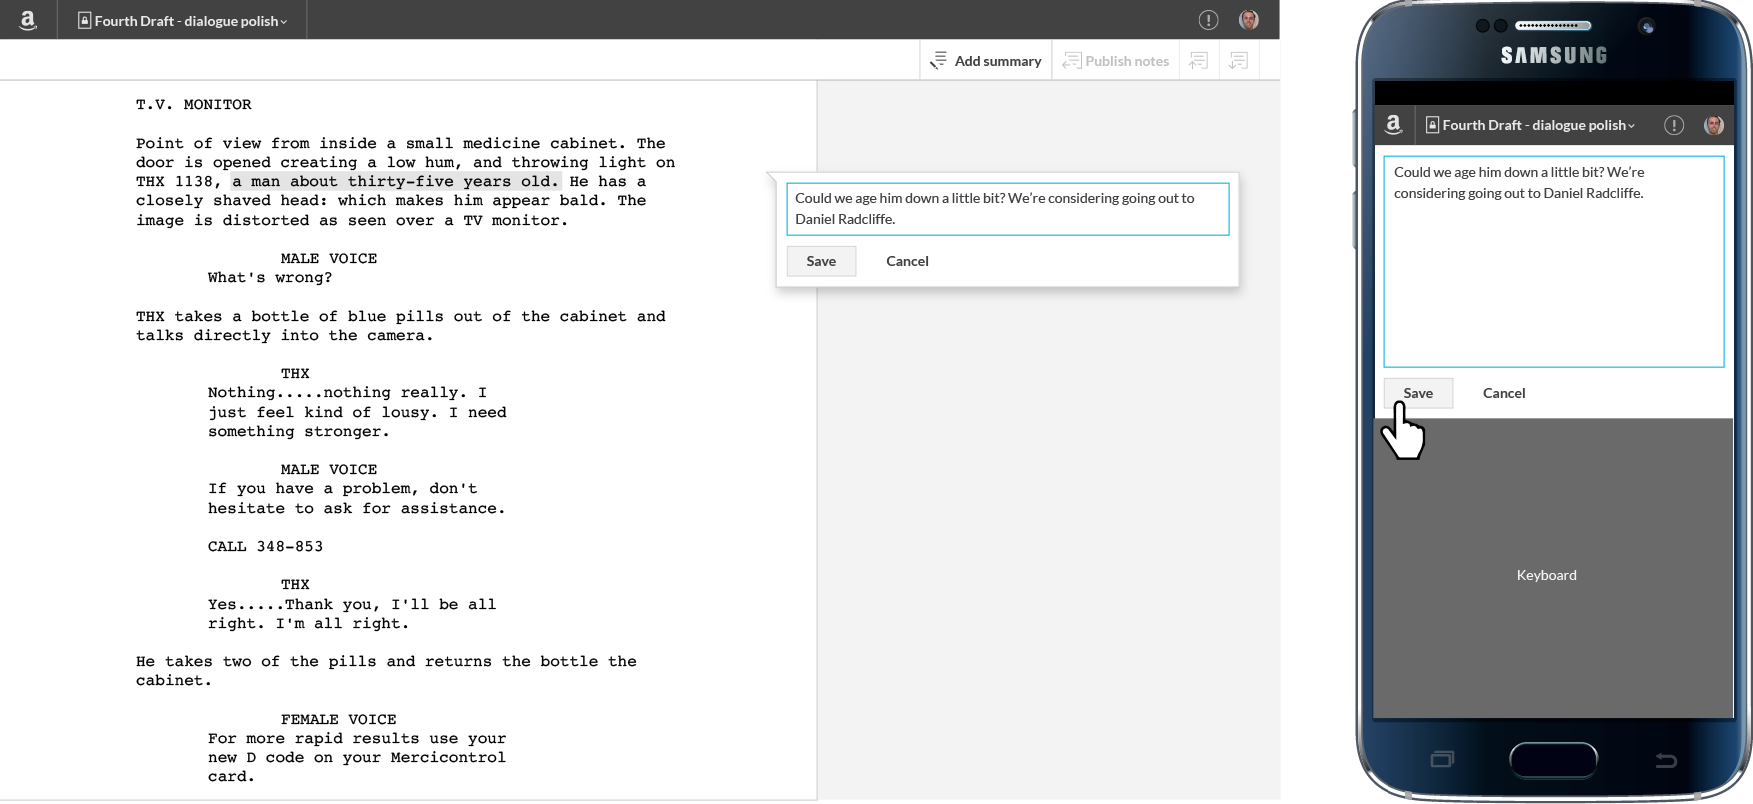 a
Fourth Draft - dialogue polish
Add summary
Publish notes
T.V. MONITOR
Point of view from inside a small medicine cabinet. The
door is opened creating a low hum, and throwing light on
THX 1138, a man about thirty-five years old. He has a
closely shaved head: which makes him appear bald. The
image is distorted as seen over a TV monitor.
MALE VOICE
What's wrong?
THX takes a bottle of blue pills out of the cabinet and
talks directly into the camera.
THX
Nothing.....nothing really. I
just feel kind of lousy. I need
something stronger.
MALE VOICE
If you have a problem, don't
hesitate to ask for assistance.
CALL 348-853
THX
Yes.....Thank you, I'll be all
right. I'm all right.
He takes two of the pills and returns the bottle the
cabinet.
FEMALE VOICE
For more rapid results use your
new D code on your Mercicontrol
card.
Could we age him down a little bit? We’re considering going out to
Daniel Radcliffe.
Save Cancel
SAMSUNG
a
Fourth Draft - dialogue polish
Could we age him down a little bit? We’re
considering going out to Daniel Radcliffe.
Save Cancel
Keyboard